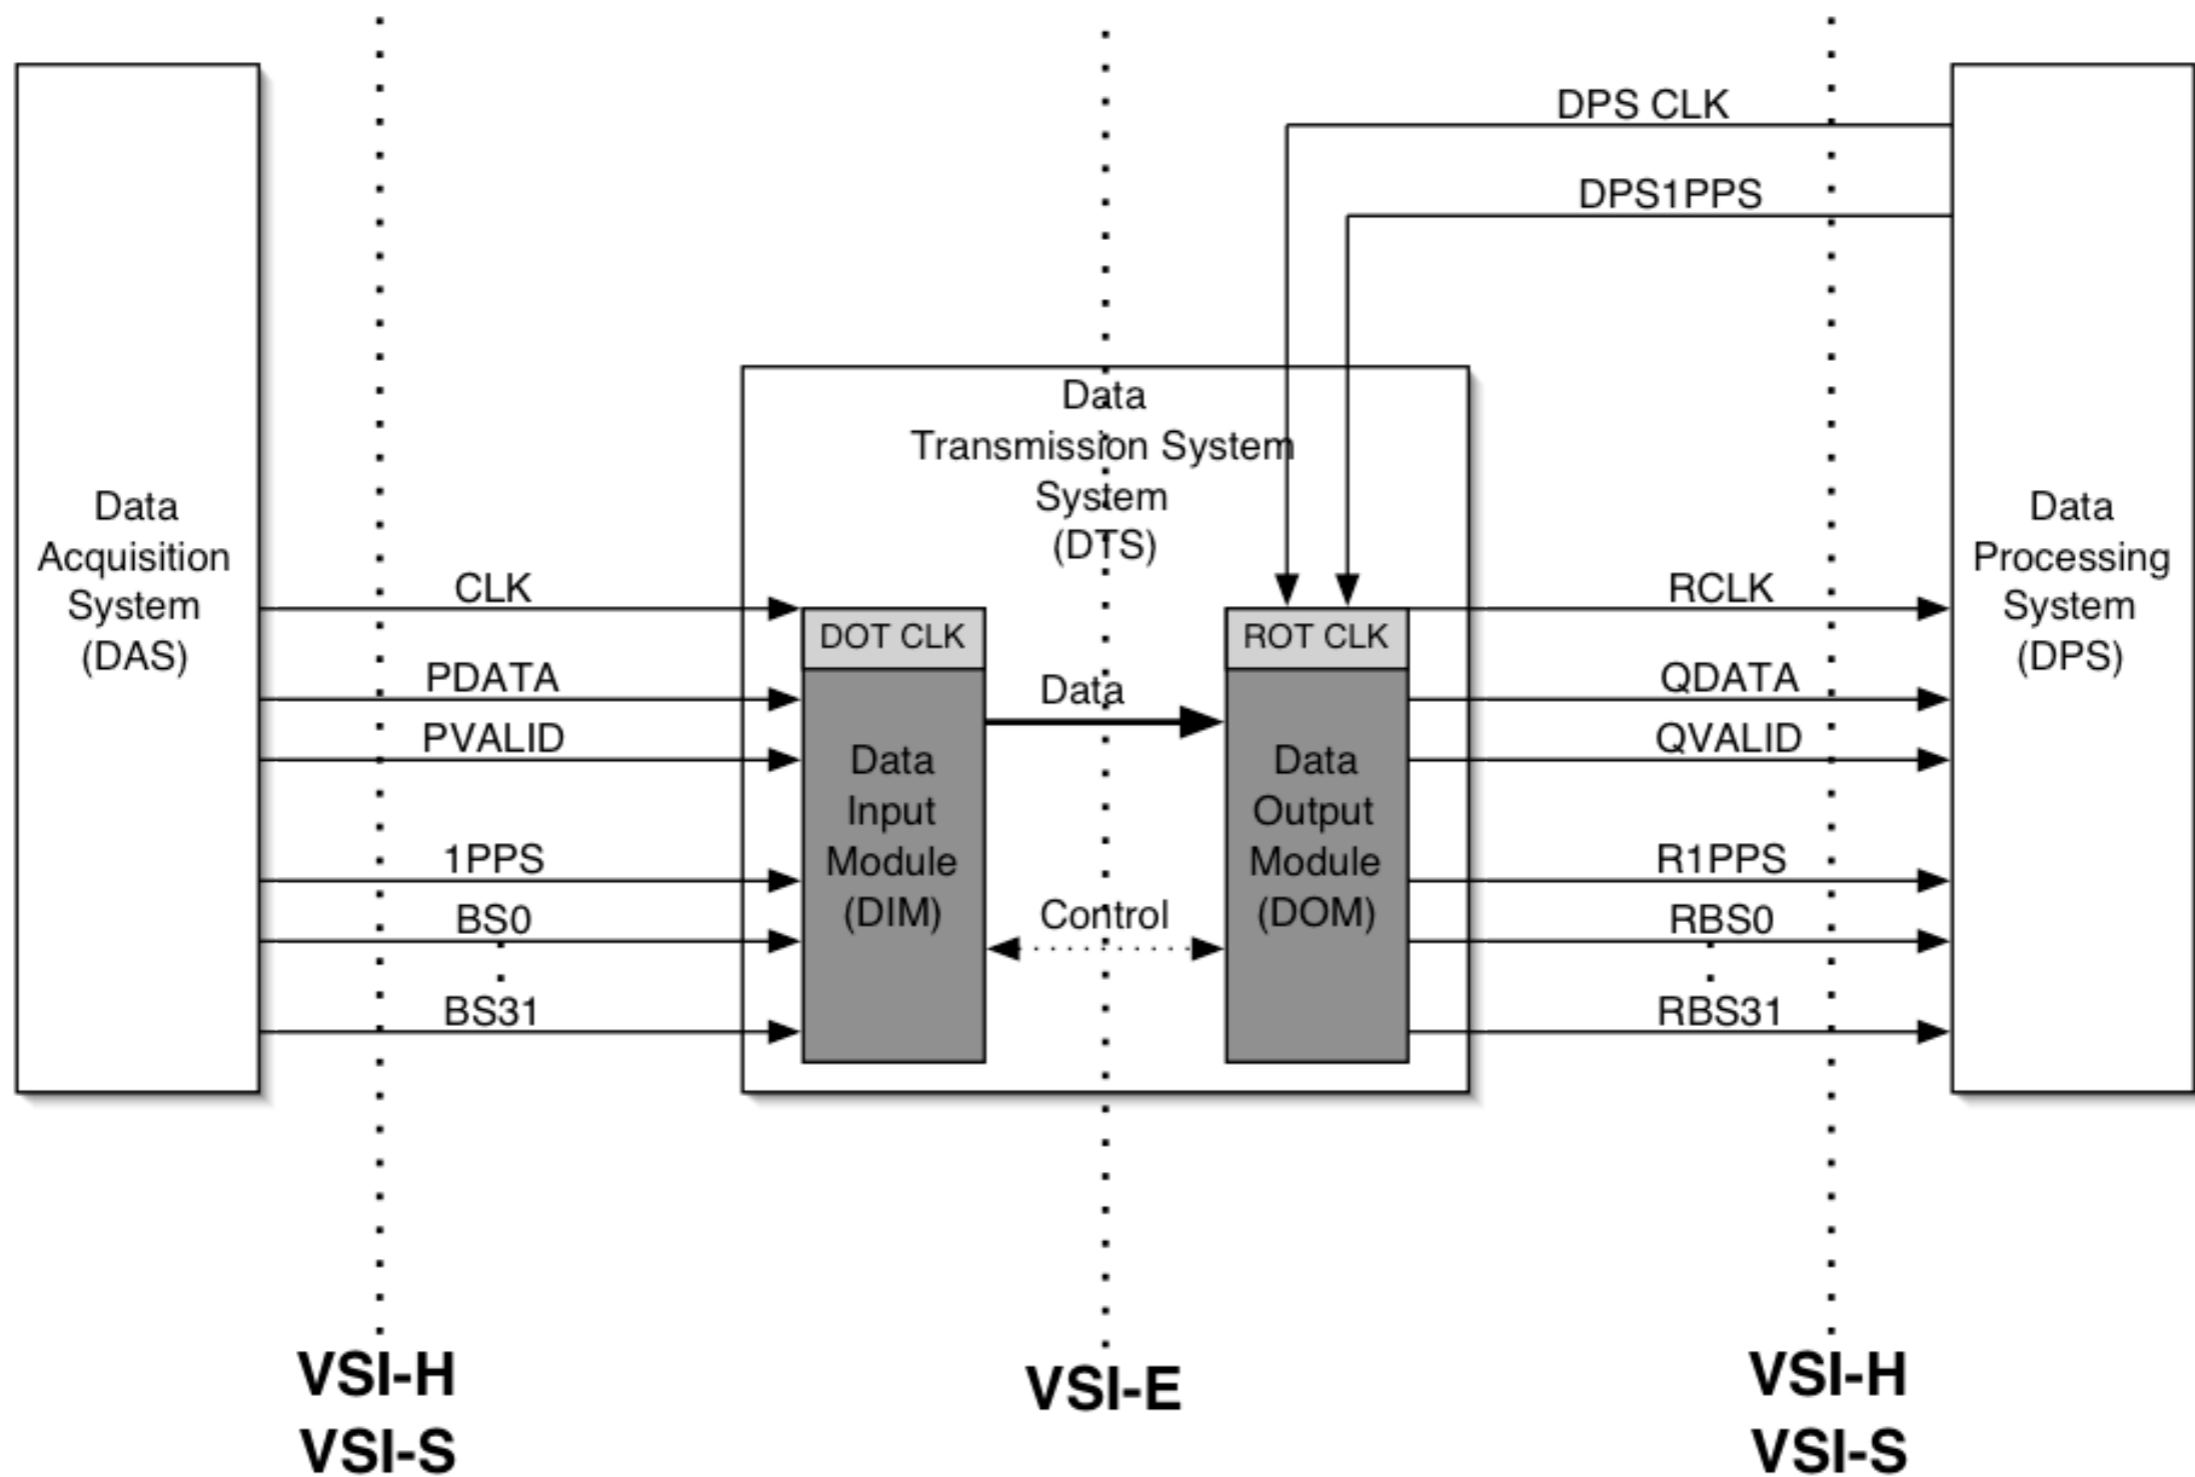 DPS CLK
DPS1PPS
Data
Acquisition
System
(DAS)
CLK
PDATA
PVALID
1PPS
BS0
BS31
Data
Transmission System
System
(DTS)
DOT CLK
Data
Input
Module
(DIM)
Data
Control
ROT CLK
Data
Output
Module
(DOM)
RCLK
QDATA
QVALID
R1PPS
RBS0
RBS31
Data
Processing
System
(DPS)
VSI-H
VSI-S
VSI-E
VSI-H
VSI-S